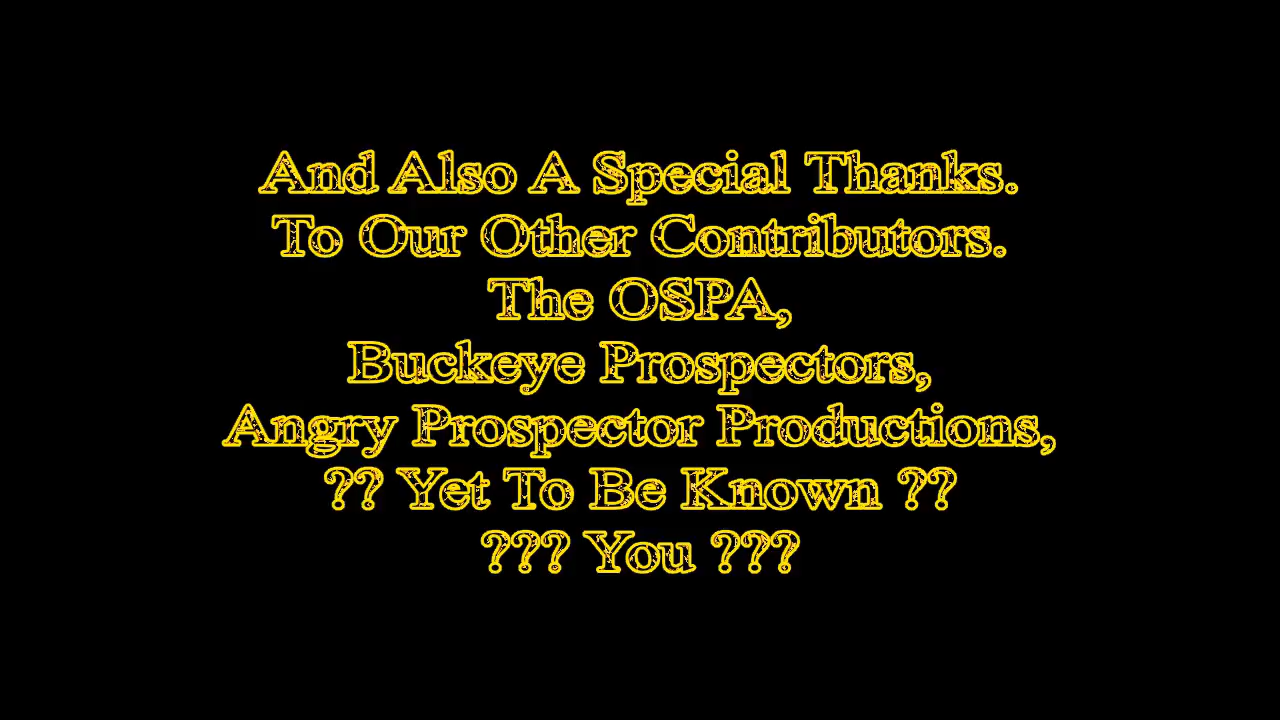 And Also A Special Thanks.
To Our Other Contributors.
The OSPA,
Buckeye Prospectors,
Angry Prospector Productions,
?? Yet To Be Known ??
??? You ???